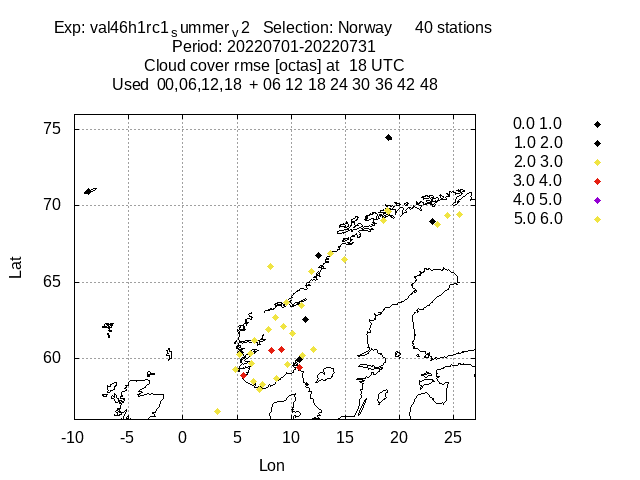 Exp: val46h1rc1summerv2 Selection: Norway 40 stations
Period: 20220701-20220731
Cloud cover rmse [octas] at 18 UTC
Used 00,06,12,18 + 06 12 18 24 30 36 42 48
75
70
65
60
-10 -5 0 5 10 15 20 25
Lat
Lon
0.0 1.0
1.0 2.0
2.0 3.0
3.0 4.0
4.0 5.0
5.0 6.0